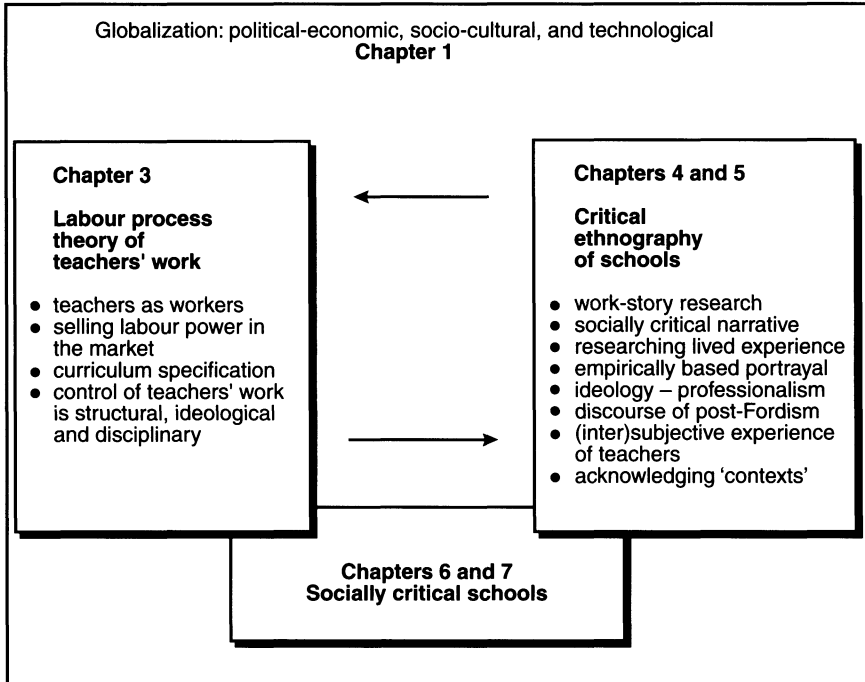 Globalization: political-economic, socio-cultural, and technological
Chapter 1
Chapter 3
Labour process
theory of
teachers' work
● teachers as workers
● selling labour power in
the market
● curriculum specification
● control of teachers' work
is structural, ideological
and disciplinary
Chapters 4 and 5
Critical
ethnography
of schools
● work-story research
● socially critical narrative
● researching lived experience
● empirically based portrayal
● ideology – professionalism
● discourse of post-Fordism
● (inter)subjective experience
of teachers
● acknowledging ‘contexts’
Chapters 6 and 7
Socially critical schools